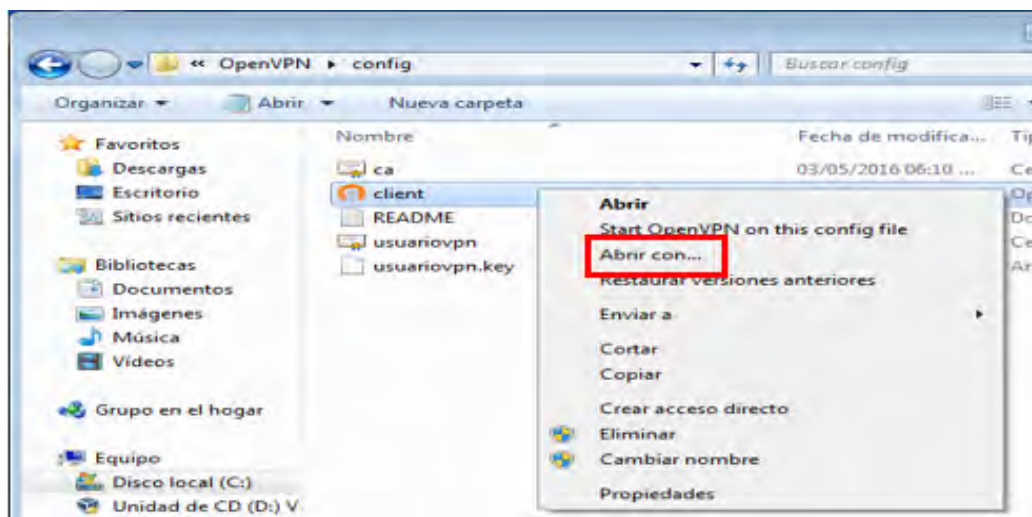 « OpenVPN ▸ config
Buscar config
Organizar
Abrir
Nueva carpeta
Nombre
Fecha de modifica...
Favoritos
Descargas
Escritorio
Sitios recientes
Bibliotecas
Documentos
Imágenes
Música
Vídeos
Grupo en el hogar
Equipo
Disco local (C:)
Unidad de CD (D:) V
ca
03/05/2016 06:10 ...
client
README
usuariovpn
usuariovpn.key
Abrir
Start OpenVPN on this config file
Abrir con...
Restaurar versiones anteriores
Enviar a
Cortar
Copiar
Crear acceso directo
Eliminar
Cambiar nombre
Propiedades